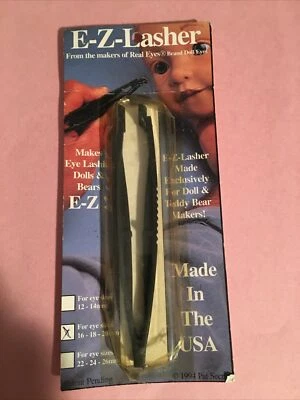 E-Z-Lasher
From the makers of Real Eyes® Brand Doll Eyes
Makes
Eye Lashing
Dolls &
Bears
E-Z
E-Z-Lasher
Made
Exclusively
For Doll &
Teddy Bear
Makers!
Made
In
The
USA
For eye sizes
12 - 14mm
For eye sizes
16 - 18 - 20mm
For eye sizes
22 - 24 - 26mm
Patent Pending
© 1994 Pat